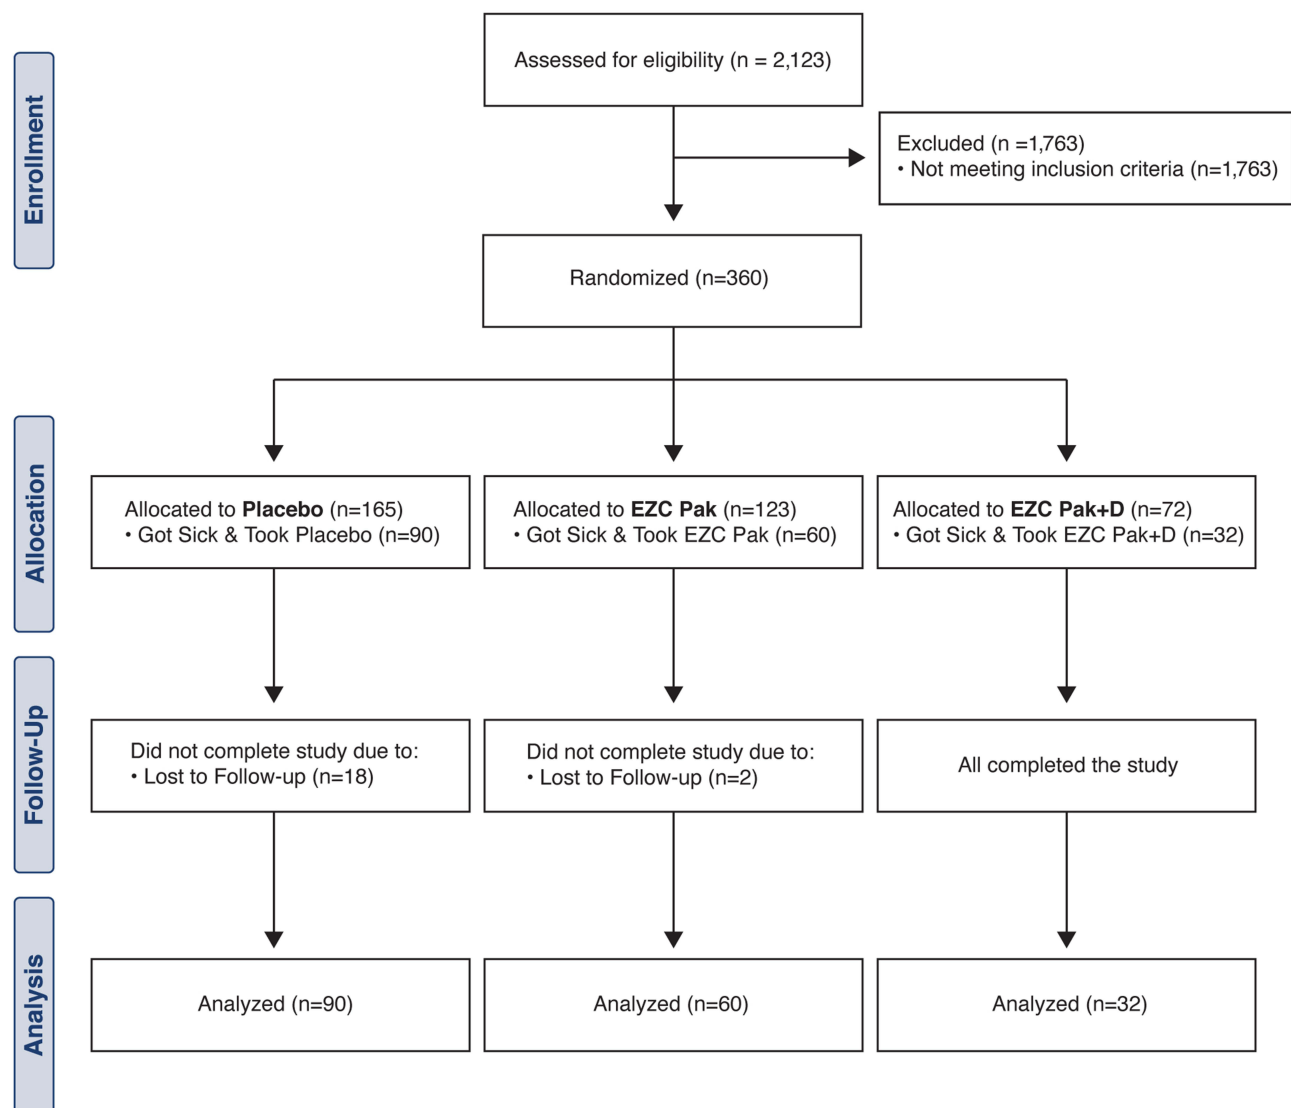 Enrollment
Assessed for eligibility (n = 2,123)
Excluded (n =1,763)
• Not meeting inclusion criteria (n=1,763)
Randomized (n=360)
Allocation
Allocated to Placebo (n=165)
• Got Sick & Took Placebo (n=90)
Allocated to EZC Pak (n=123)
• Got Sick & Took EZC Pak (n=60)
Allocated to EZC Pak+D (n=72)
• Got Sick & Took EZC Pak+D (n=32)
Follow-Up
Did not complete study due to:
• Lost to Follow-up (n=18)
Did not complete study due to:
• Lost to Follow-up (n=2)
All completed the study
Analysis
Analyzed (n=90)
Analyzed (n=60)
Analyzed (n=32)